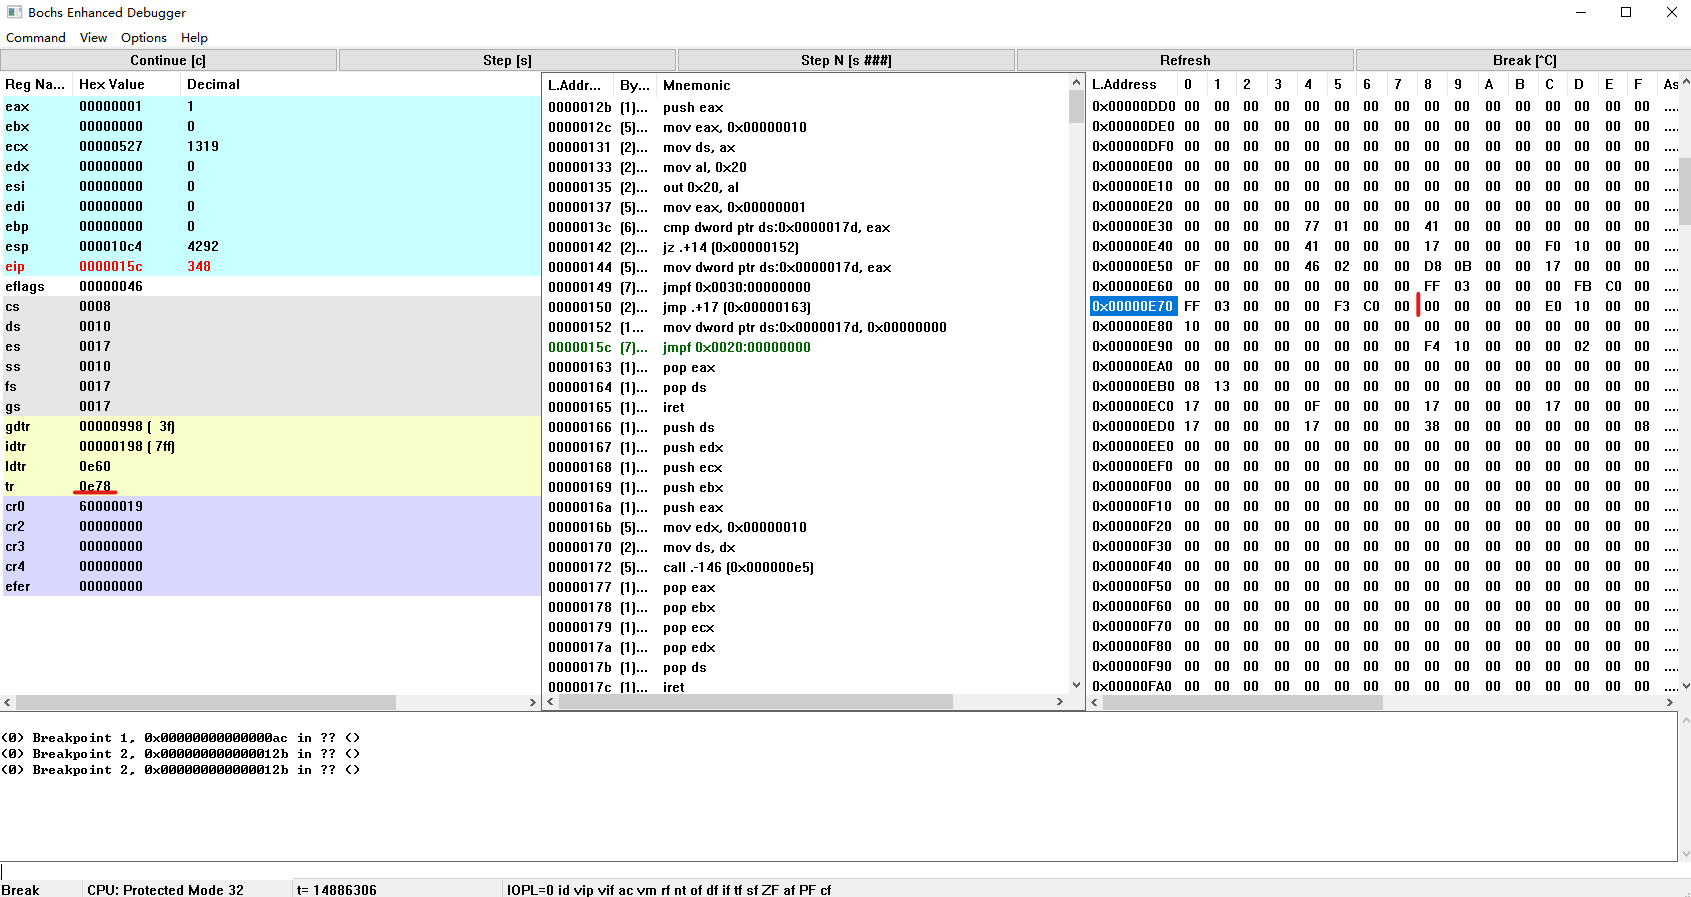 Bochs Enhanced Debugger
Command View Options Help
Continue [c] Step [s] Step N [s ###] Refresh Break [^C]
Reg Na... Hex Value Decimal
eax 00000001 1
ebx 00000000 0
ecx 00000527 1319
edx 00000000 0
esi 00000000 0
edi 00000000 0
ebp 00000000 0
esp 000010c4 4292
eip 0000015c 348
eflags 00000046
cs 0008
ds 0010
es 0017
ss 0010
fs 0017
gs 0017
gdtr 00000998 ( 3f)
idtr 00000198 ( 7ff)
ldtr 0e60
tr 0e78
cr0 60000019
cr2 00000000
cr3 00000000
cr4 00000000
efer 00000000
L.Addr... By... Mnemonic
0000012b (1)... push eax
0000012c (5)... mov eax, 0x00000010
00000131 (2)... mov ds, ax
00000133 (2)... mov al, 0x20
00000135 (2)... out 0x20, al
00000137 (5)... mov eax, 0x00000001
0000013c (6)... cmp dword ptr ds:0x0000017d, eax
00000142 (2)... jz .+14 (0x00000152)
00000144 (5)... mov dword ptr ds:0x0000017d, eax
00000149 (7)... jmpf 0x0030:00000000
00000150 (2)... jmp .+17 (0x00000163)
00000152 (1... mov dword ptr ds:0x0000017d, 0x00000000
0000015c (7)... jmpf 0x0020:00000000
00000163 (1)... pop eax
00000164 (1)... pop ds
00000165 (1)... iret
00000166 (1)... push ds
00000167 (1)... push edx
00000168 (1)... push ecx
00000169 (1)... push ebx
0000016a (1)... push eax
0000016b (5)... mov edx, 0x00000010
00000170 (2)... mov ds, dx
00000172 (5)... call .-146 (0x000000e5)
00000177 (1)... pop eax
00000178 (1)... pop ebx
00000179 (1)... pop ecx
0000017a (1)... pop edx
0000017b (1)... pop ds
0000017c (1)... iret
L.Address 0 1 2 3 4 5 6 7 8 9 A B C D E F As
0x00000DD0 00 00 00 00 00 00 00 00 00 00 00 00 00 00 00 00 ....
0x00000DE0 00 00 00 00 00 00 00 00 00 00 00 00 00 00 00 00 ....
0x00000DF0 00 00 00 00 00 00 00 00 00 00 00 00 00 00 00 00 ....
0x00000E00 00 00 00 00 00 00 00 00 00 00 00 00 00 00 00 00 ....
0x00000E10 00 00 00 00 00 00 00 00 00 00 00 00 00 00 00 00 ....
0x00000E20 00 00 00 00 00 00 00 00 00 00 00 00 00 00 00 00 ....
0x00000E30 00 00 00 00 77 01 00 00 41 00 00 00 00 00 00 00 ....
0x00000E40 00 00 00 00 41 00 00 00 17 00 00 00 F0 10 00 00 ....
0x00000E50 0F 00 00 00 46 02 00 00 D8 0B 00 00 17 00 00 00 ....
0x00000E60 00 00 00 00 00 00 00 00 FF 03 00 00 00 FB C0 00 ....
0x00000E70 FF 03 00 00 00 F3 C0 00 00 00 00 00 E0 10 00 00 ....
0x00000E80 10 00 00 00 00 00 00 00 00 00 00 00 00 00 00 00 ....
0x00000E90 00 00 00 00 00 00 00 00 F4 10 00 00 02 00 00 00 ....
0x00000EA0 00 00 00 00 00 00 00 00 00 00 00 00 00 00 00 00 ....
0x00000EB0 08 13 00 00 00 00 00 00 00 00 00 00 00 00 00 00 ....
0x00000EC0 17 00 00 00 0F 00 00 00 17 00 00 00 17 00 00 00 ....
0x00000ED0 17 00 00 00 17 00 00 00 38 00 00 00 00 00 00 08 ....
0x00000EE0 00 00 00 00 00 00 00 00 00 00 00 00 00 00 00 00 ....
0x00000EF0 00 00 00 00 00 00 00 00 00 00 00 00 00 00 00 00 ....
0x00000F00 00 00 00 00 00 00 00 00 00 00 00 00 00 00 00 00 ....
0x00000F10 00 00 00 00 00 00 00 00 00 00 00 00 00 00 00 00 ....
0x00000F20 00 00 00 00 00 00 00 00 00 00 00 00 00 00 00 00 ....
0x00000F30 00 00 00 00 00 00 00 00 00 00 00 00 00 00 00 00 ....
0x00000F40 00 00 00 00 00 00 00 00 00 00 00 00 00 00 00 00 ....
0x00000F50 00 00 00 00 00 00 00 00 00 00 00 00 00 00 00 00 ....
0x00000F60 00 00 00 00 00 00 00 00 00 00 00 00 00 00 00 00 ....
0x00000F70 00 00 00 00 00 00 00 00 00 00 00 00 00 00 00 00 ....
0x00000F80 00 00 00 00 00 00 00 00 00 00 00 00 00 00 00 00 ....
0x00000F90 00 00 00 00 00 00 00 00 00 00 00 00 00 00 00 00 ....
0x00000FA0 00 00 00 00 00 00 00 00 00 00 00 00 00 00 00 00 ....
(0) Breakpoint 1, 0x00000000000000ac in ?? ()
(0) Breakpoint 2, 0x000000000000012b in ?? ()
(0) Breakpoint 2, 0x000000000000012b in ?? ()
Break CPU: Protected Mode 32 t= 14886306 IOPL=0 id vip vif ac vm rf nt of df if tf sf ZF af PF cf